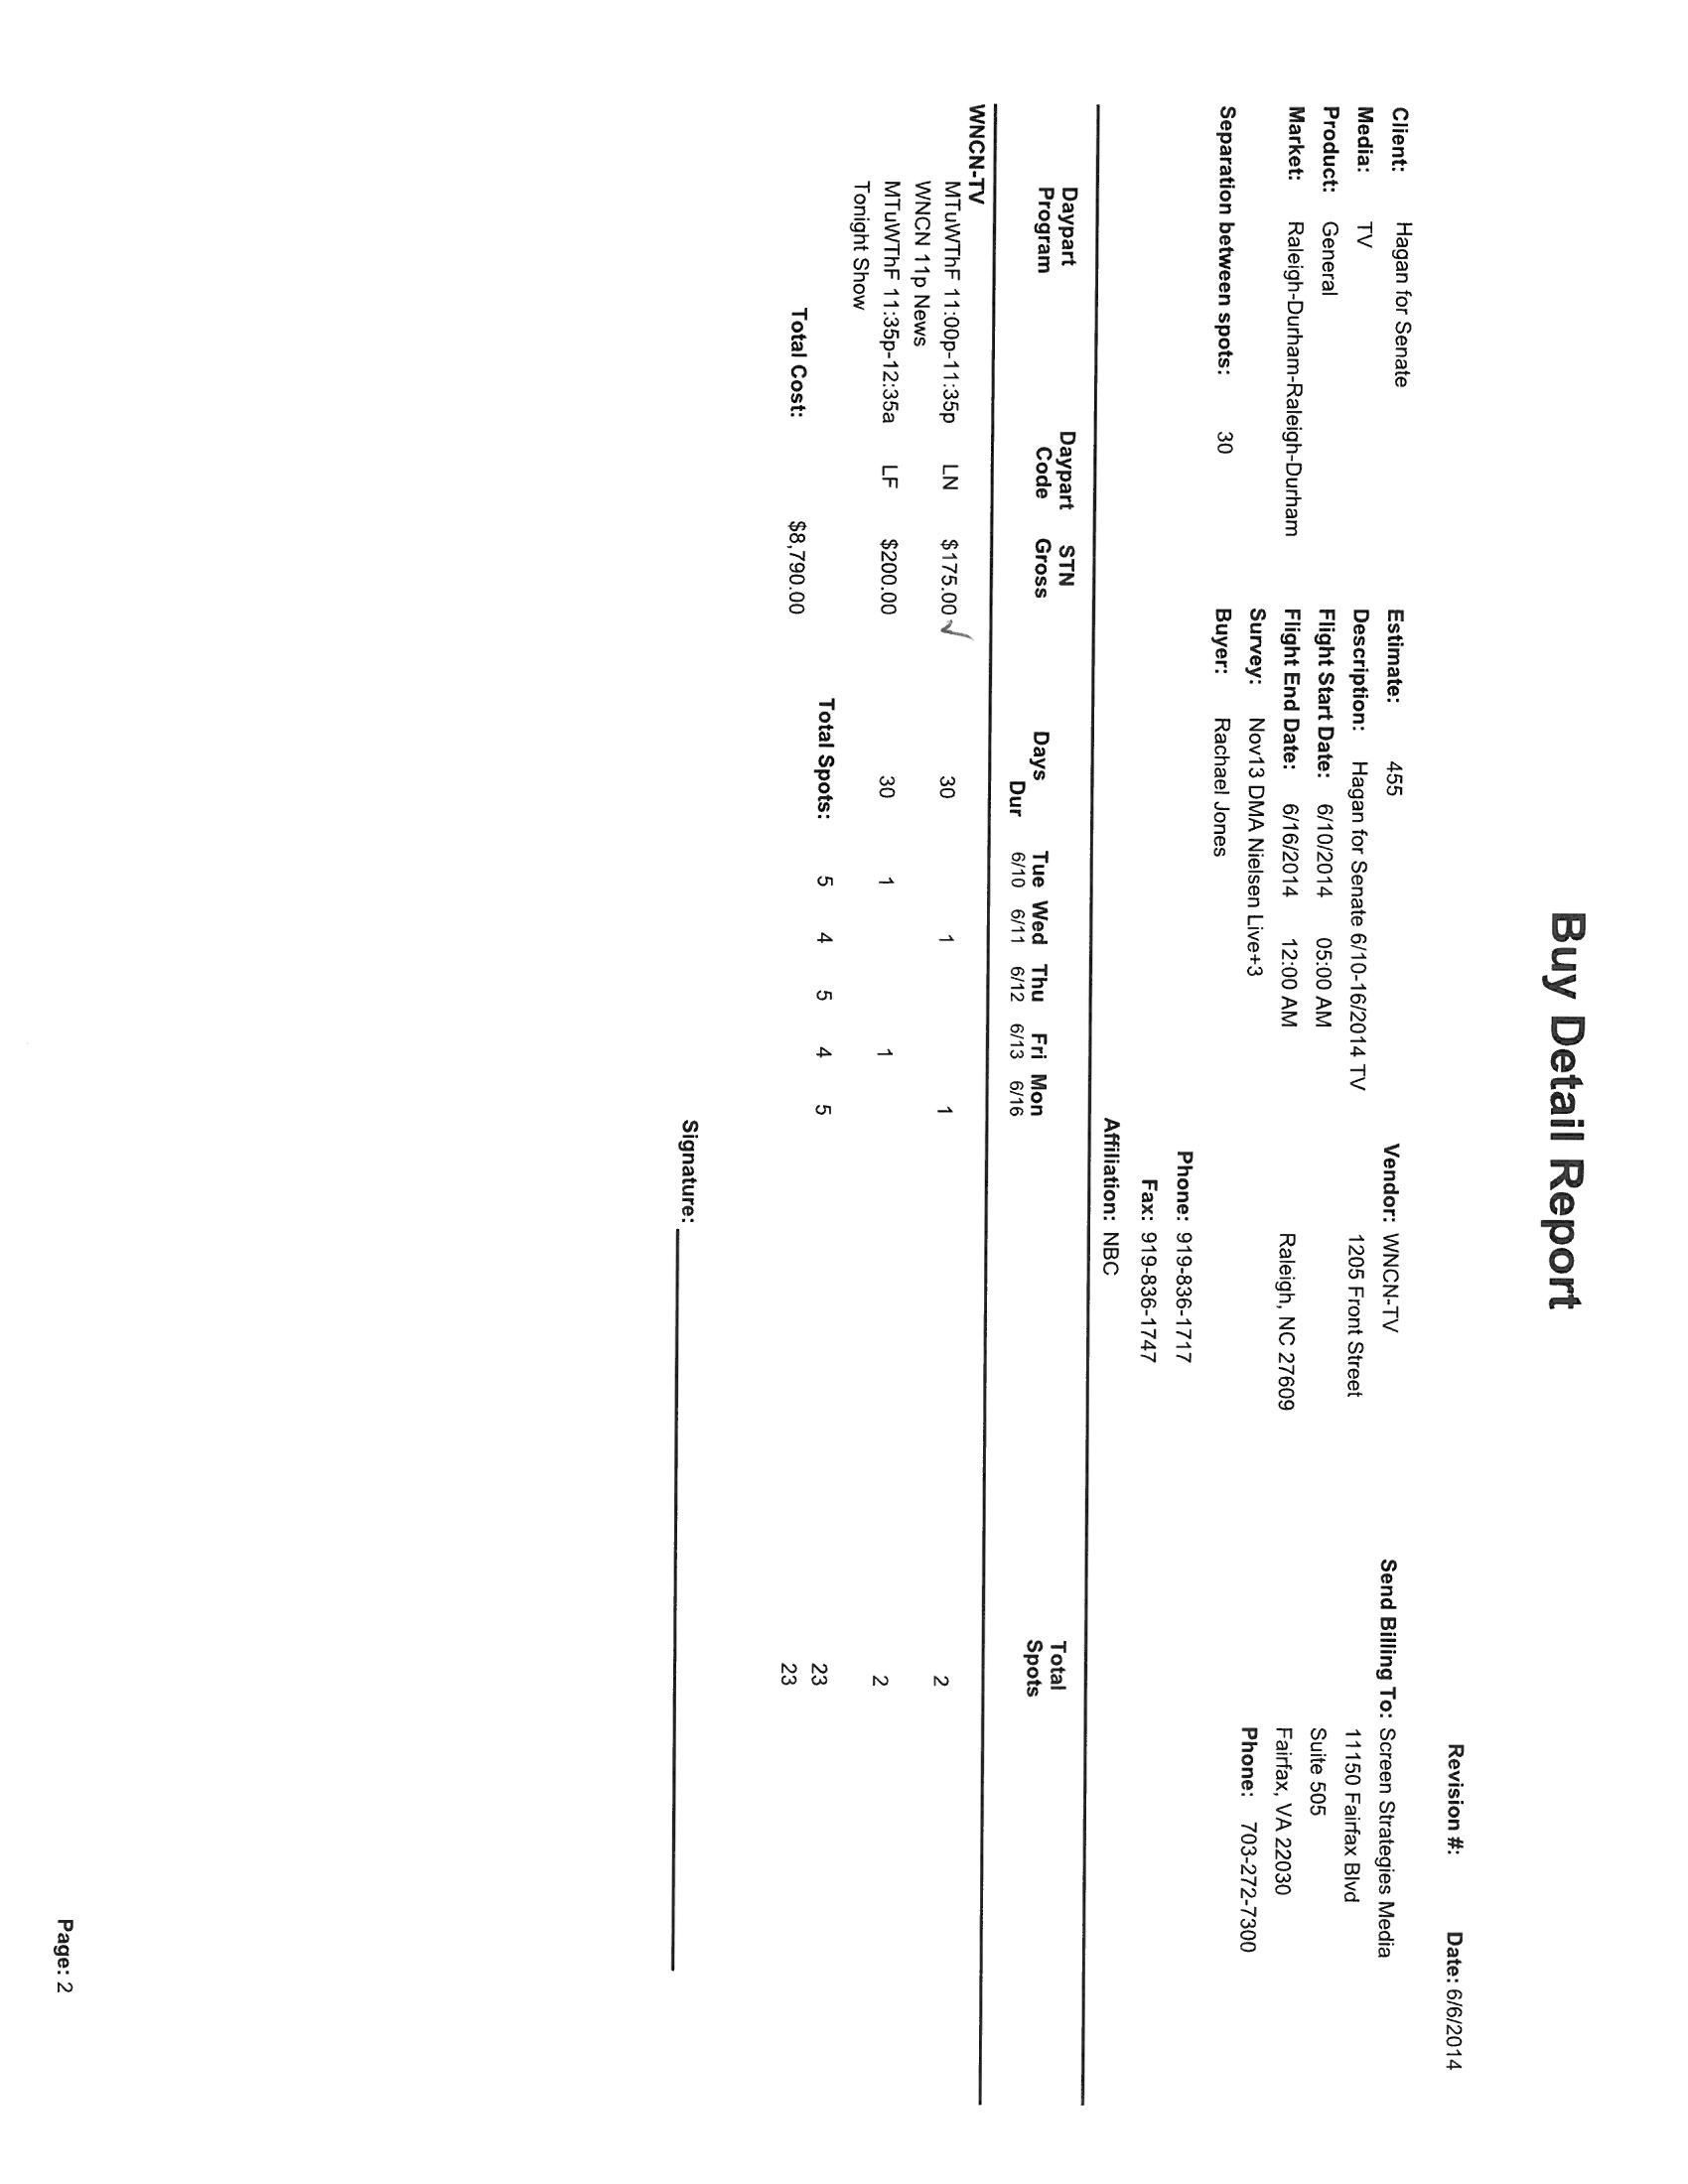 Buy Detail Report
Revision #: Date: 6/6/2014
Client: Hagan for Senate Estimate: 455 Vendor: WNCN-TV Send Billing To: Screen Strategies Media
Media: TV Description: Hagan for Senate 6/10-16/2014 TV 1205 Front Street 11150 Fairfax Blvd
Product: General Flight Start Date: 6/10/2014 05:00 AM Suite 505
Market: Raleigh-Durham-Raleigh-Durham Flight End Date: 6/16/2014 12:00 AM Raleigh, NC 27609 Fairfax, VA 22030
Survey: Nov13 DMA Nielsen Live+3 Phone: 703-272-7300
Separation between spots: 30 Buyer: Rachael Jones
Phone: 919-836-1717
Fax: 919-836-1747
Affiliation: NBC
Daypart Daypart STN Days Tue Wed Thu Fri Mon Total
Program Code Gross Dur 6/10 6/11 6/12 6/13 6/16 Spots
WNCN-TV
MTuWThF 11:00p-11:35p LN $175.00 30 1 1 2
WNCN 11p News
MTuWThF 11:35p-12:35a LF $200.00 30 1 1 2
Tonight Show
Total Spots: 5 4 5 4 5 23
Total Cost: $8,790.00 23
Signature:
Page: 2